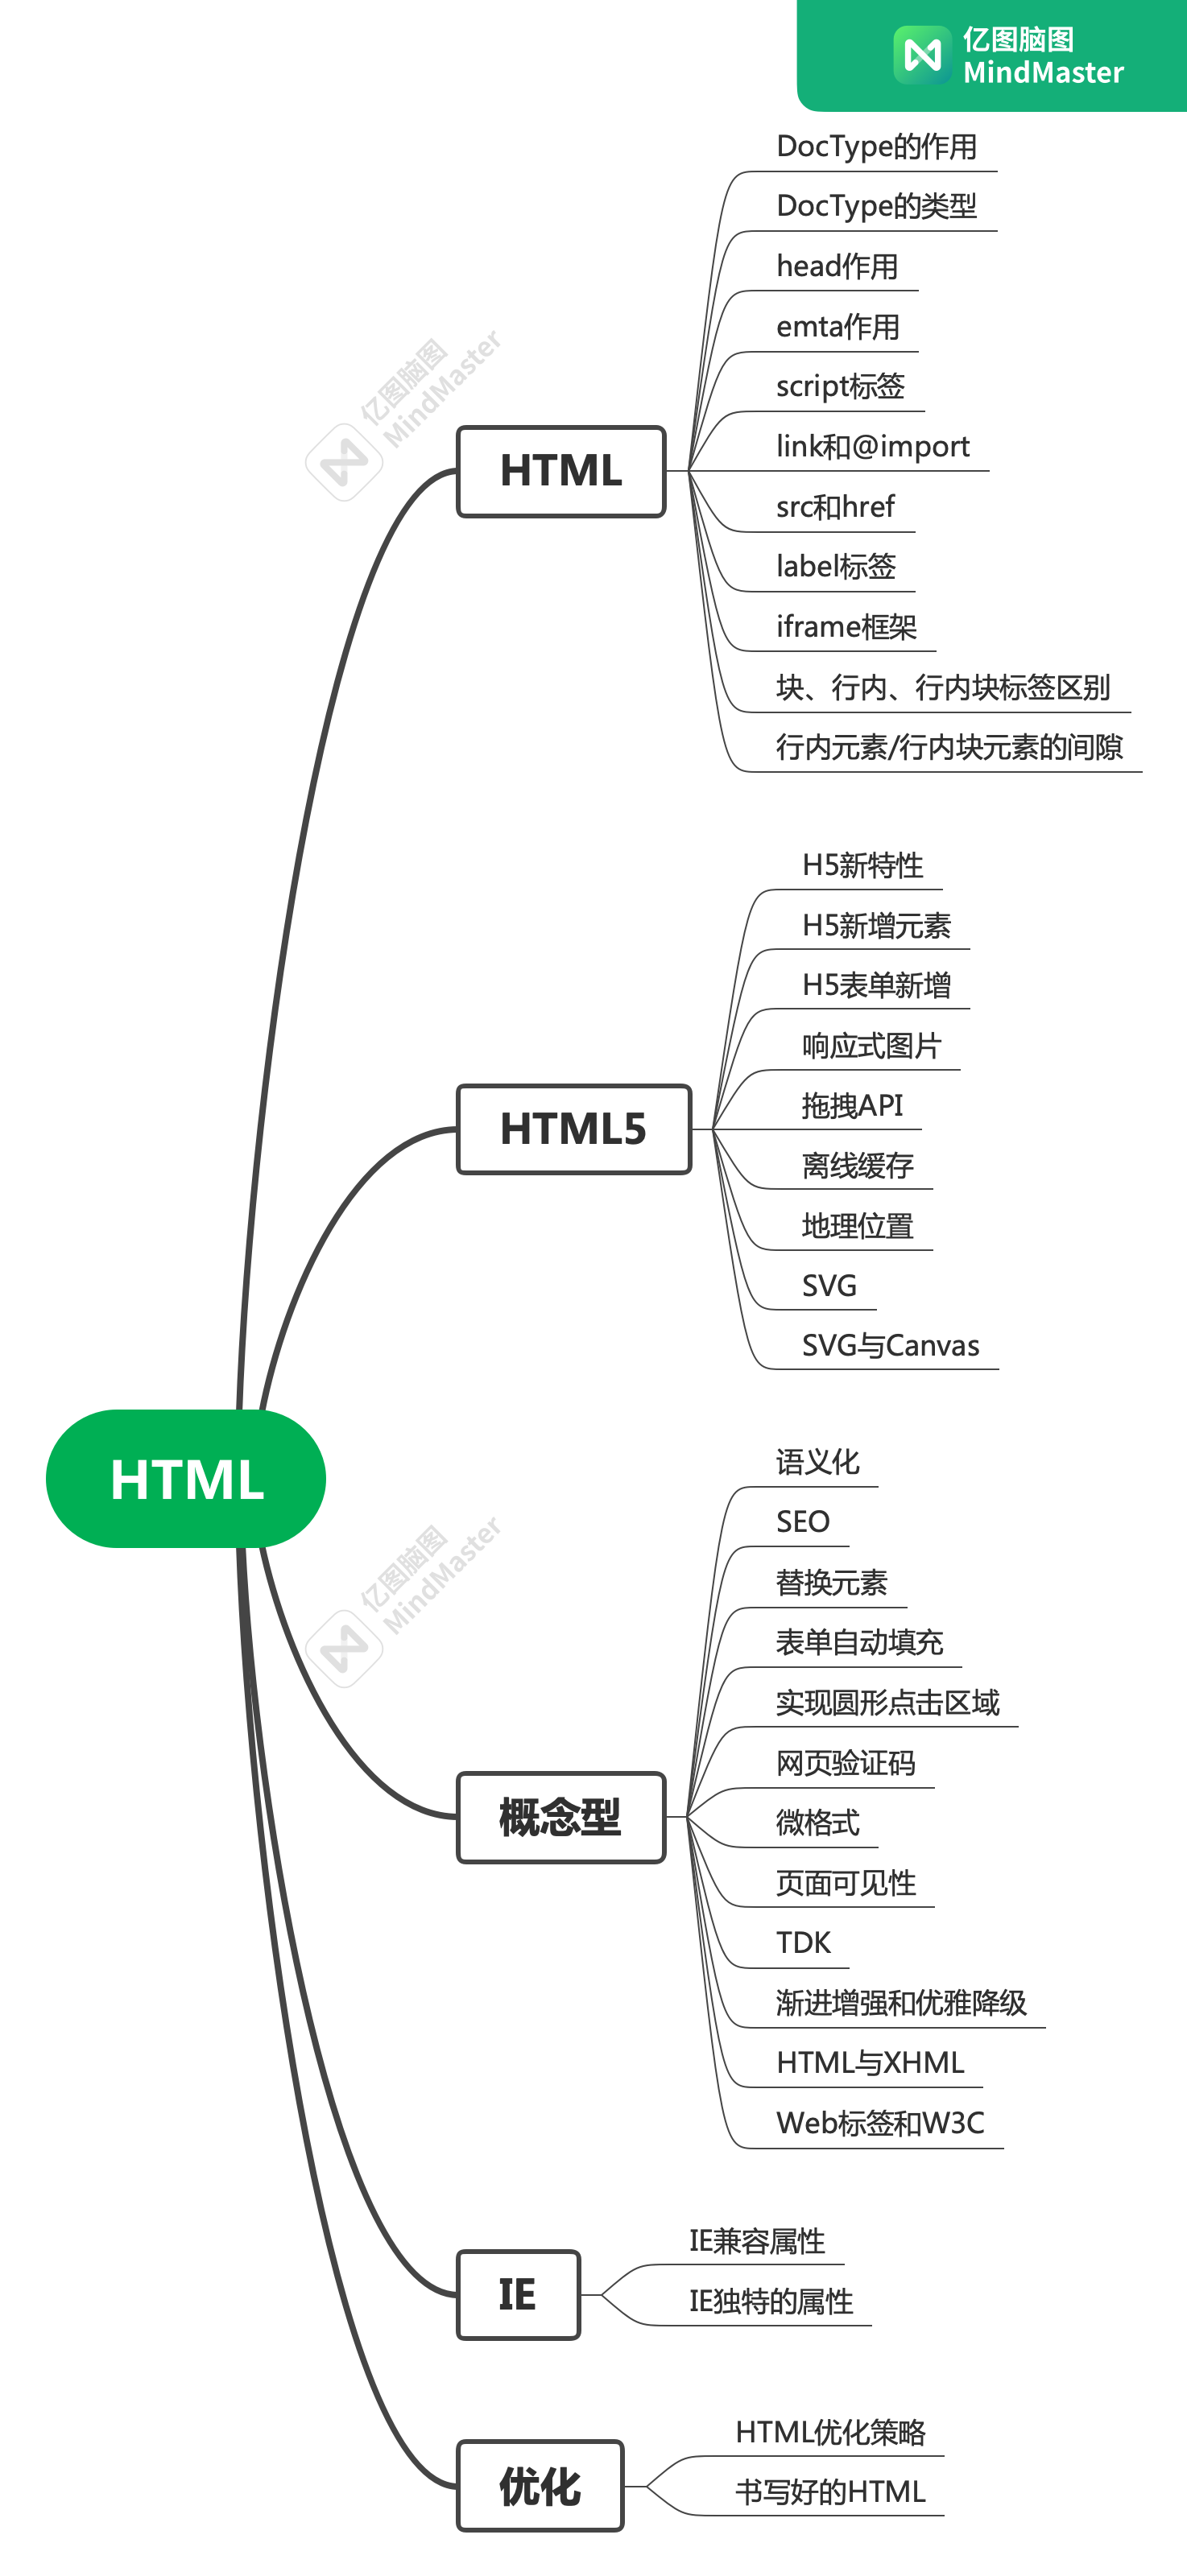 亿图脑图
MindMaster
DocType的作用
DocType的类型
head作用
emta作用
script标签
link和@import
src和href
label标签
iframe框架
块、行内、行内块标签区别
行内元素/行内块元素的间隙
亿图脑图
MindMaster
HTML
H5新特性
H5新增元素
H5表单新增
响应式图片
拖拽API
离线缓存
地理位置
SVG
SVG与Canvas
HTML5
HTML
语义化
SEO
替换元素
表单自动填充
实现圆形点击区域
网页验证码
微格式
页面可见性
TDK
渐进增强和优雅降级
HTML与XHML
Web标签和W3C
亿图脑图
MindMaster
概念型
IE兼容属性
IE独特的属性
IE
HTML优化策略
书写好的HTML
优化